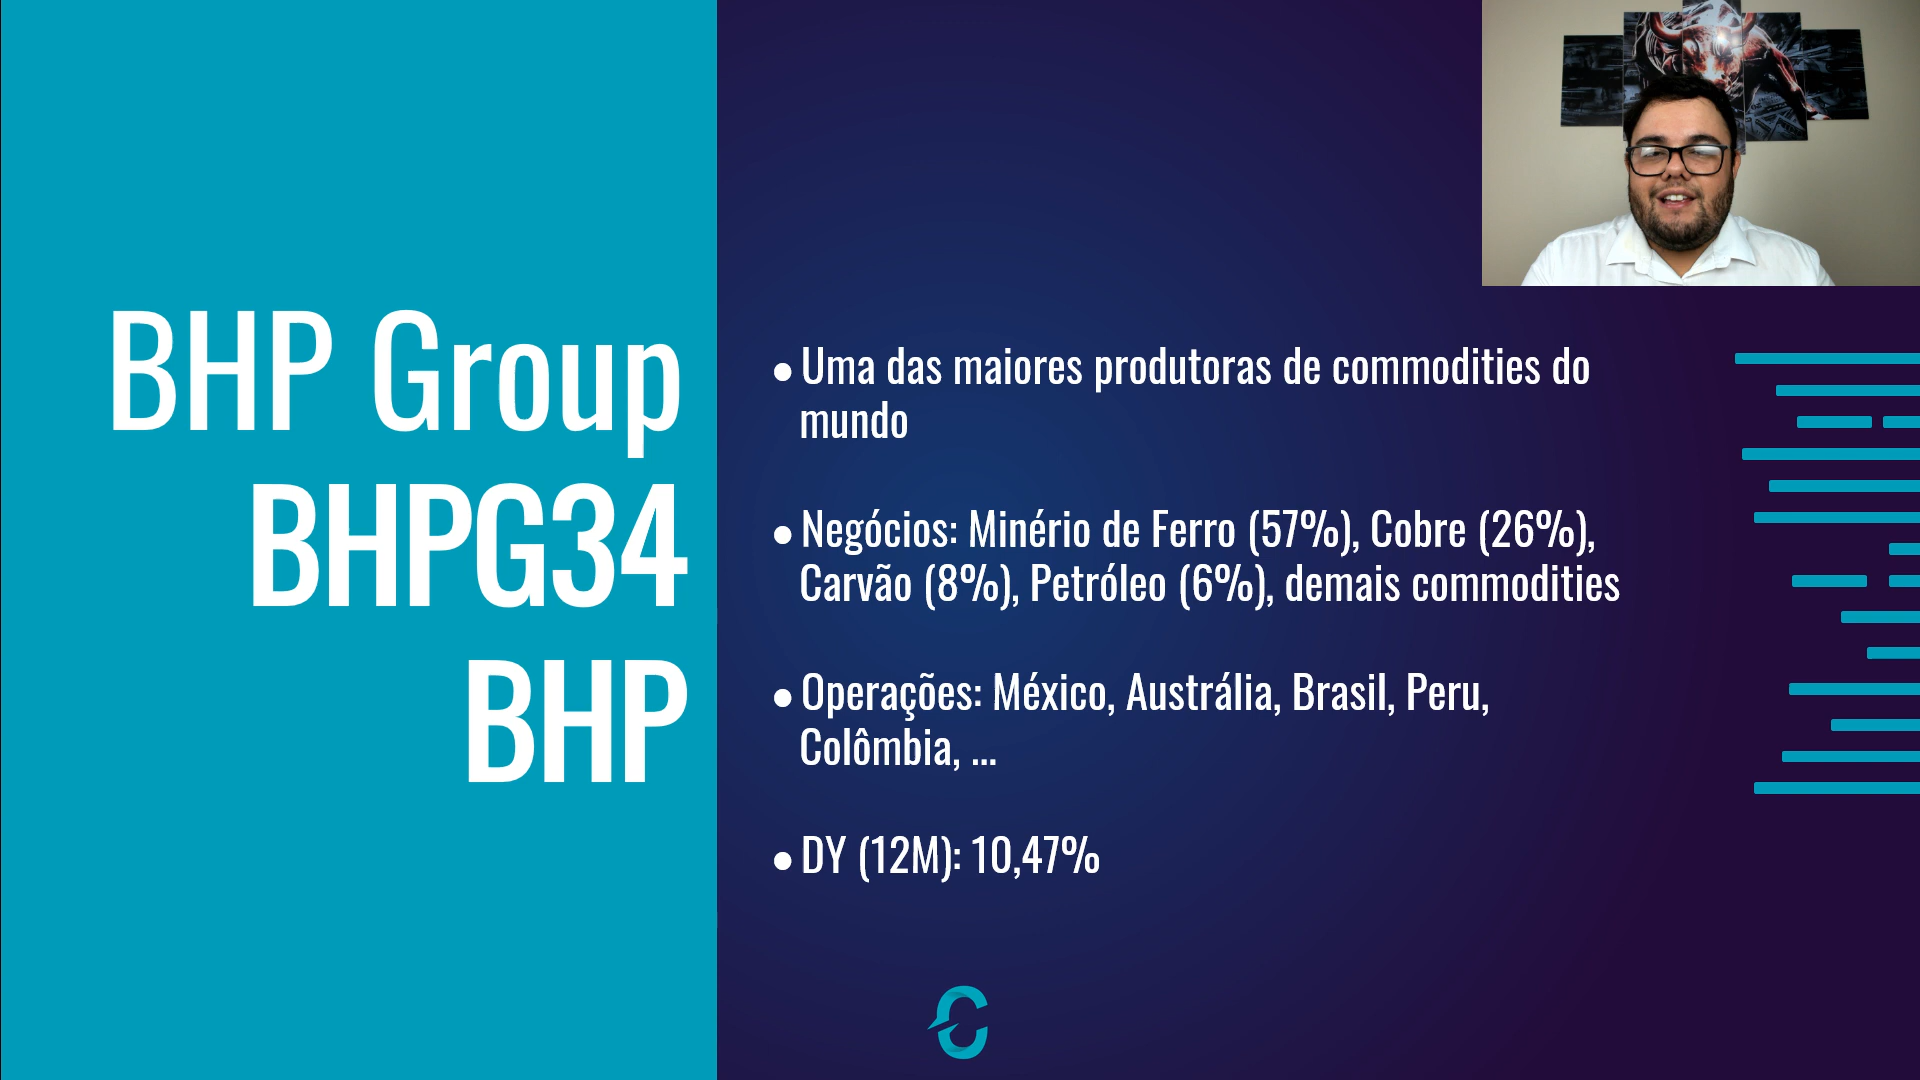 BHP Group
BHPG34
BHP
• Uma das maiores produtoras de commodities do
mundo
• Negócios: Minério de Ferro (57%), Cobre (26%),
Carvão (8%), Petróleo (6%), demais commodities
• Operações: México, Austrália, Brasil, Peru,
Colômbia, ...
• DY (12M): 10,47%